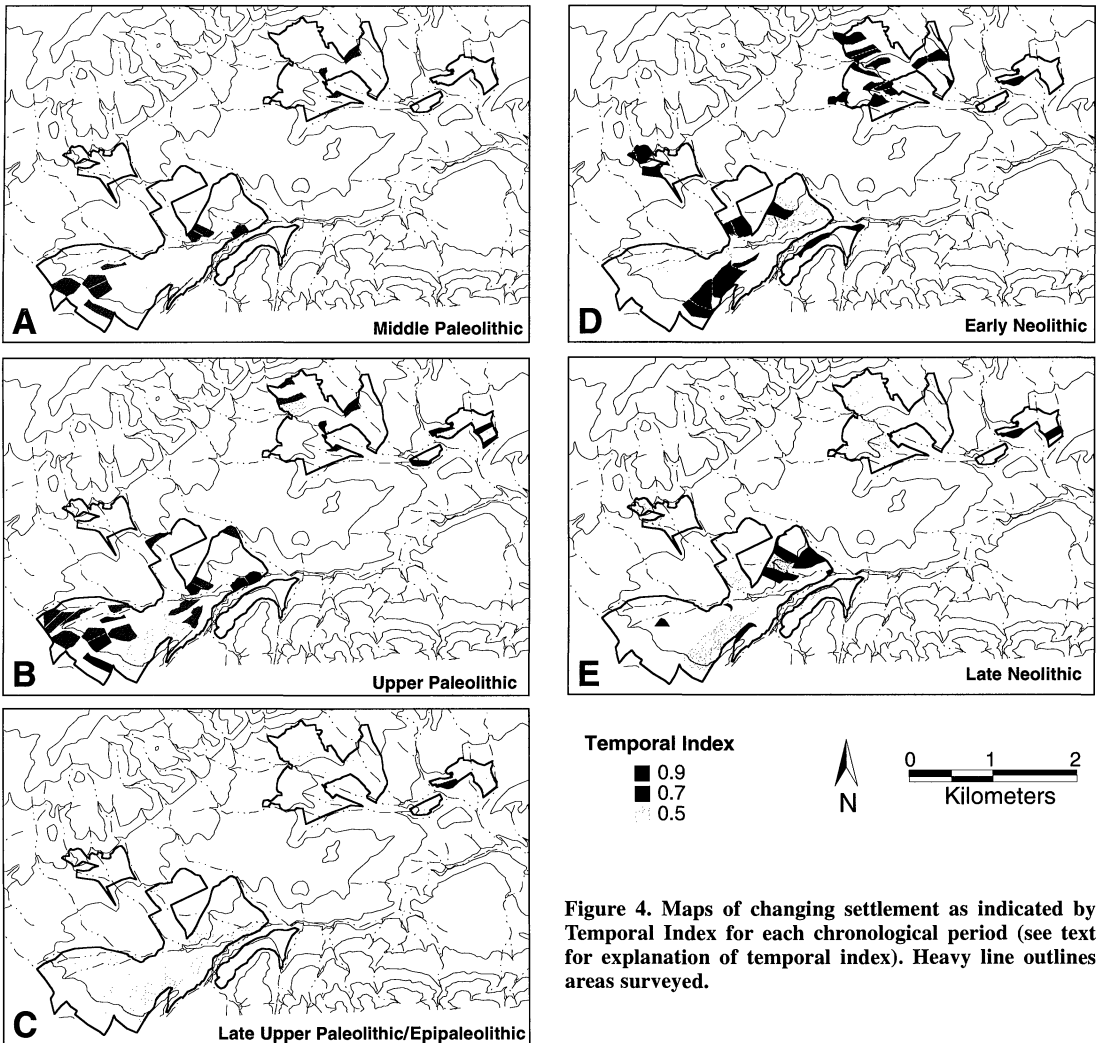 A
Middle Paleolithic
B
Upper Paleolithic
C
Late Upper Paleolithic/Epipaleolithic
D
Early Neolithic
E
Late Neolithic
Temporal Index
0.9
0.7
0.5
N
0 1 2
Kilometers
Figure 4. Maps of changing settlement as indicated by
Temporal Index for each chronological period (see text
for explanation of temporal index). Heavy line outlines
areas surveyed.